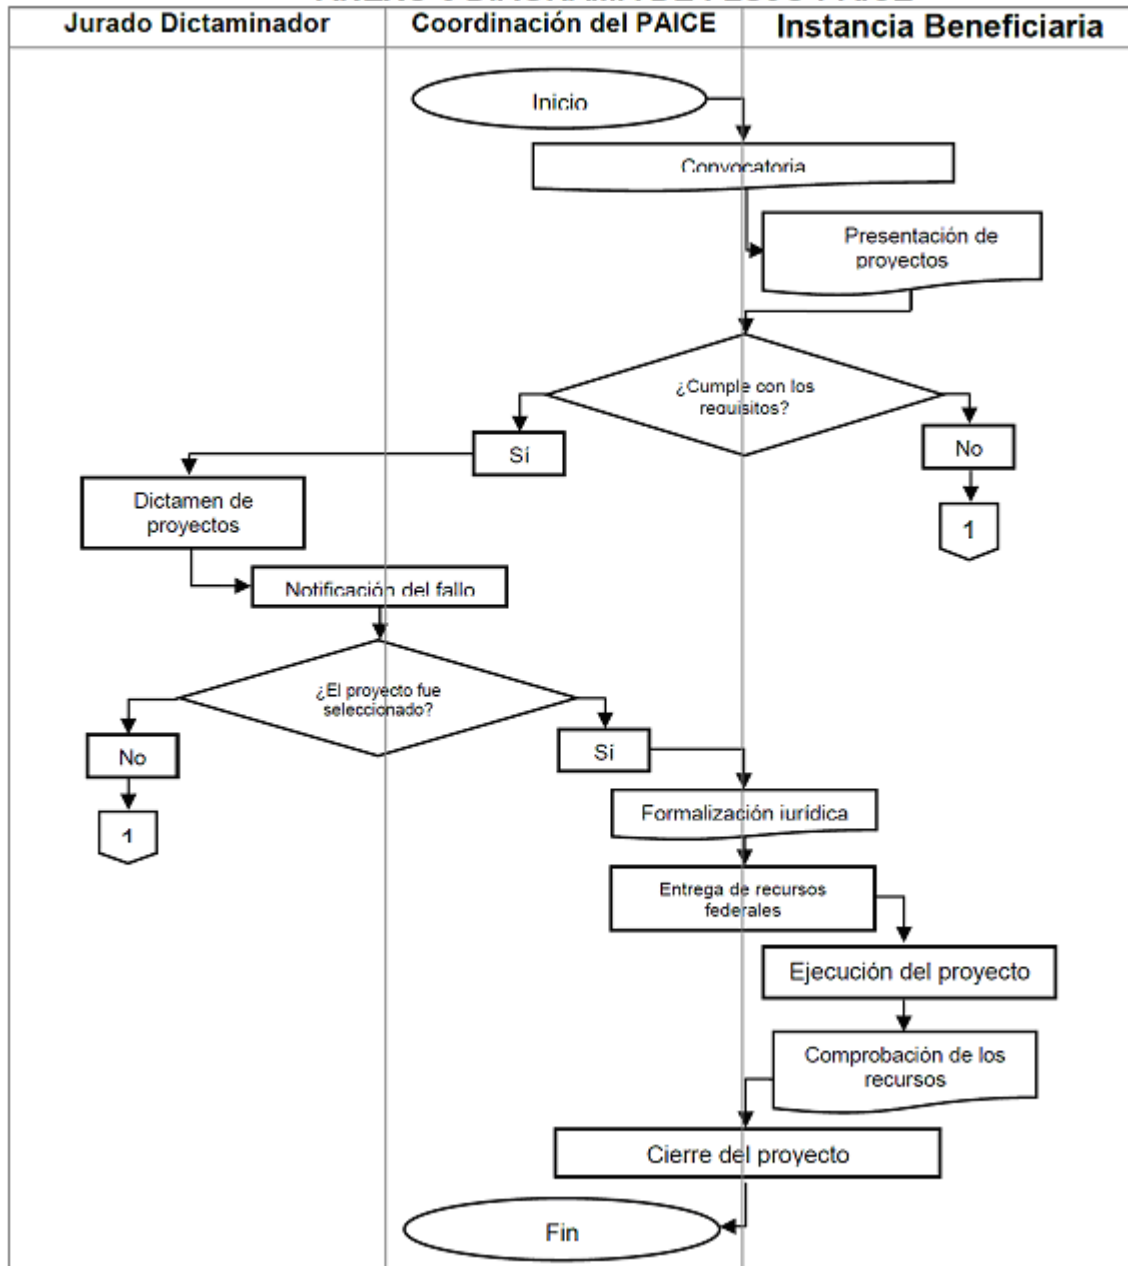 Jurado Dictaminador
Coordinación del PAICE
Instancia Beneficiaria
Inicio
Convocatoria
Presentación de
proyectos
¿Cumple con los
requisitos?
Sí
No
1
Dictamen de
proyectos
Notificación del fallo
¿El proyecto fue
seleccionado?
No
1
Sí
Formalización jurídica
Entrega de recursos
federales
Ejecución del proyecto
Comprobación de los
recursos
Cierre del proyecto
Fin